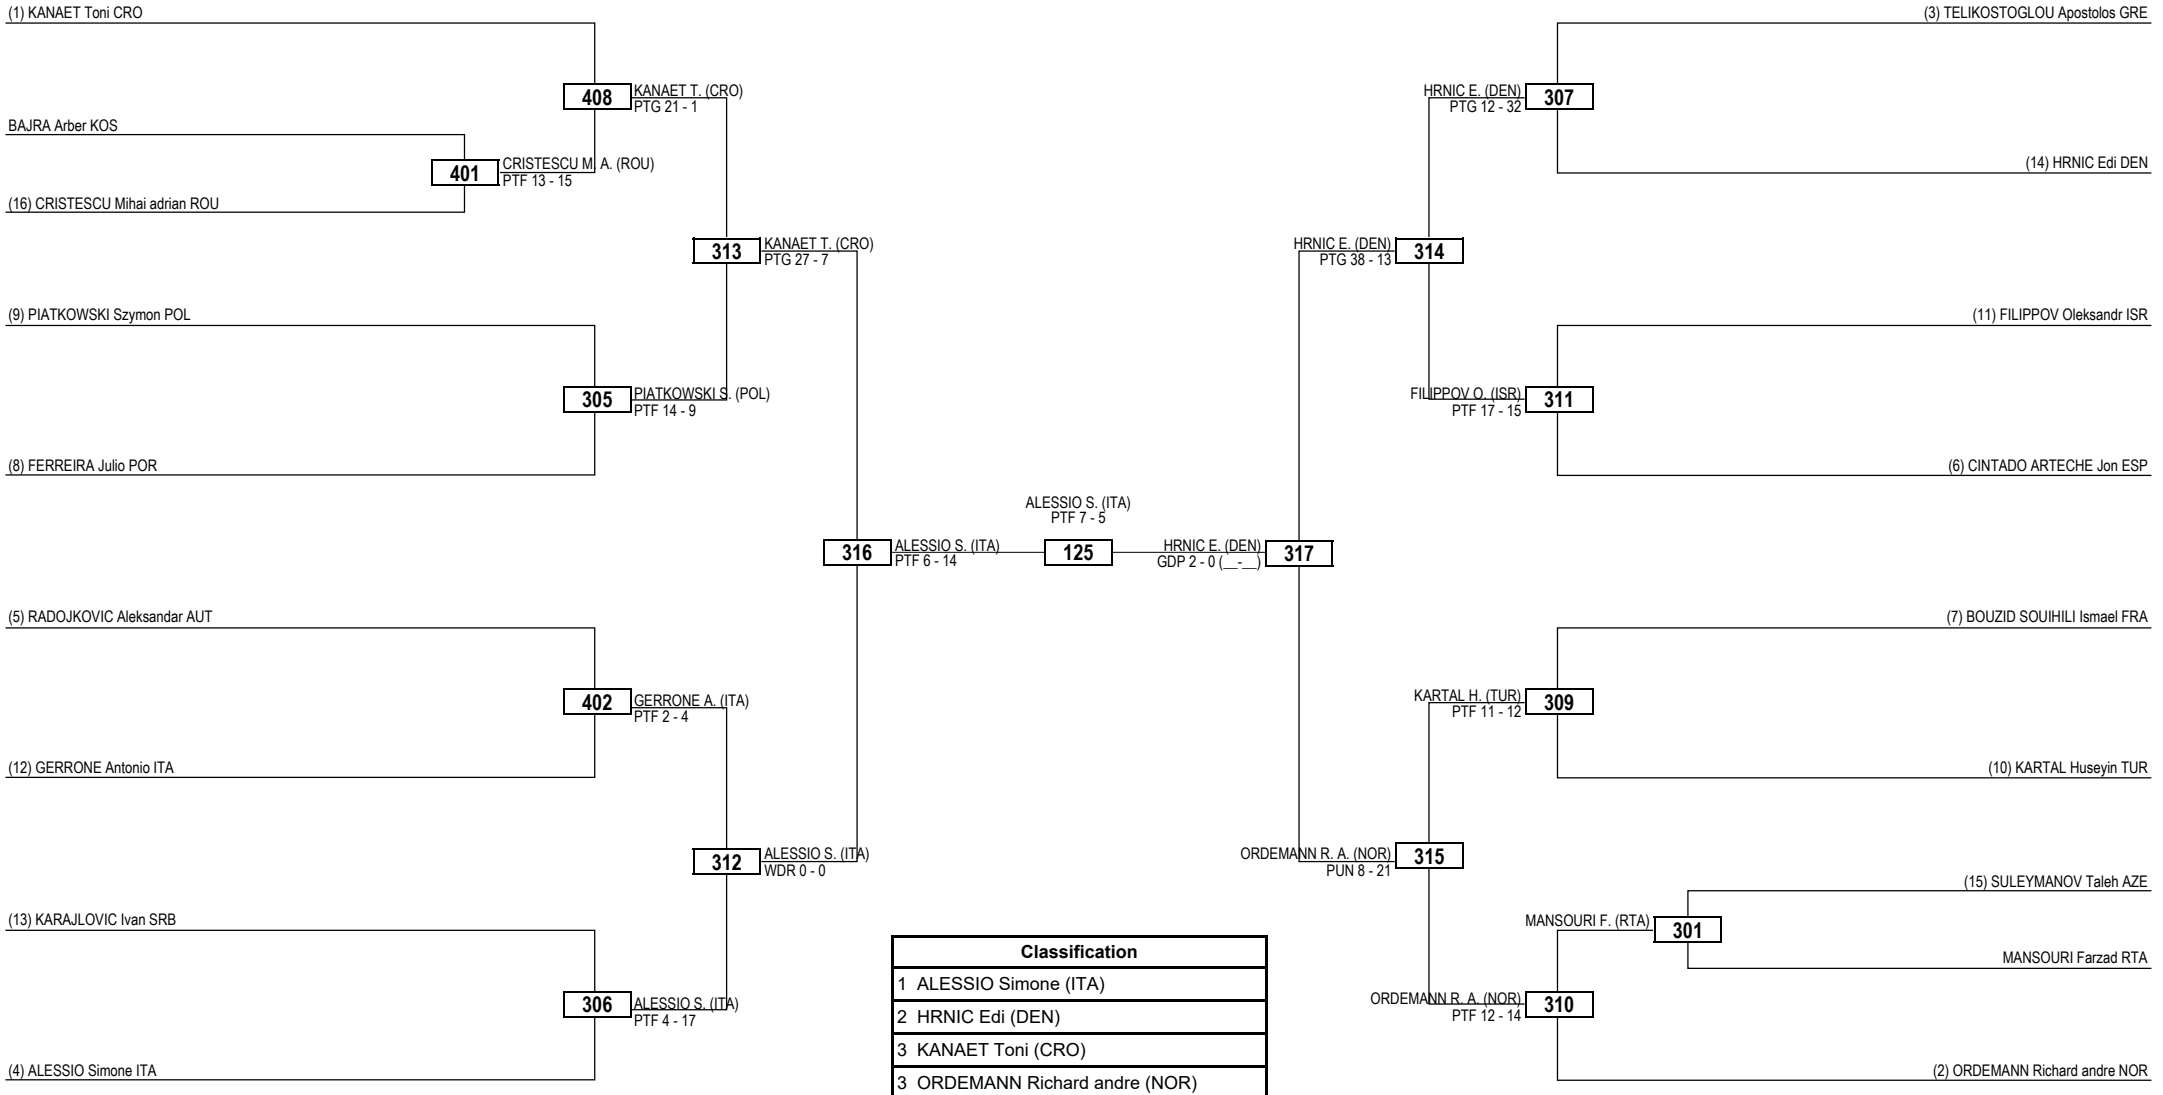 (1) KANAET Toni CRO
(3) TELIKOSTOGLOU Apostolos GRE
408
KANAET T. (CRO)
PTG 21 - 1
HRNIC E. (DEN)
PTG 12 - 32
307
BAJRA Arber KOS
401
CRISTESCU M. A. (ROU)
PTF 13 - 15
(14) HRNIC Edi DEN
(16) CRISTESCU Mihai adrian ROU
313
KANAET T. (CRO)
PTG 27 - 7
HRNIC E. (DEN)
PTG 38 - 13
314
(9) PIATKOWSKI Szymon POL
(11) FILIPPOV Oleksandr ISR
305
PIATKOWSKI S. (POL)
PTF 14 - 9
FILIPPOV O. (ISR)
PTF 17 - 15
311
(8) FERREIRA Julio POR
(6) CINTADO ARTECHE Jon ESP
ALESSIO S. (ITA)
PTF 7 - 5
316
ALESSIO S. (ITA)
PTF 6 - 14
125
HRNIC E. (DEN)
GDP 2 - 0 (__-__)
317
(5) RADOJKOVIC Aleksandar AUT
(7) BOUZID SOUIHILI Ismael FRA
402
GERRONE A. (ITA)
PTF 2 - 4
KARTAL H. (TUR)
PTF 11 - 12
309
(12) GERRONE Antonio ITA
(10) KARTAL Huseyin TUR
312
ALESSIO S. (ITA)
WDR 0 - 0
ORDEMANN R. A. (NOR)
PUN 8 - 21
315
(15) SULEYMANOV Taleh AZE
(13) KARAJLOVIC Ivan SRB
MANSOURI F. (RTA)
301
MANSOURI Farzad RTA
306
ALESSIO S. (ITA)
PTF 4 - 17
ORDEMANN R. A. (NOR)
PTF 12 - 14
310
(4) ALESSIO Simone ITA
(2) ORDEMANN Richard andre NOR
Classification
1 ALESSIO Simone (ITA)
2 HRNIC Edi (DEN)
3 KANAET Toni (CRO)
3 ORDEMANN Richard andre (NOR)